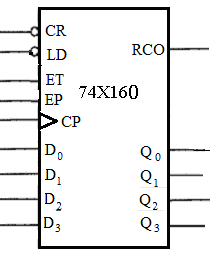 CR
LD
RCO
ET
74X160
EP
CP
D₀
Q₀
D₁
Q₁
D₂
Q₂
D₃
Q₃